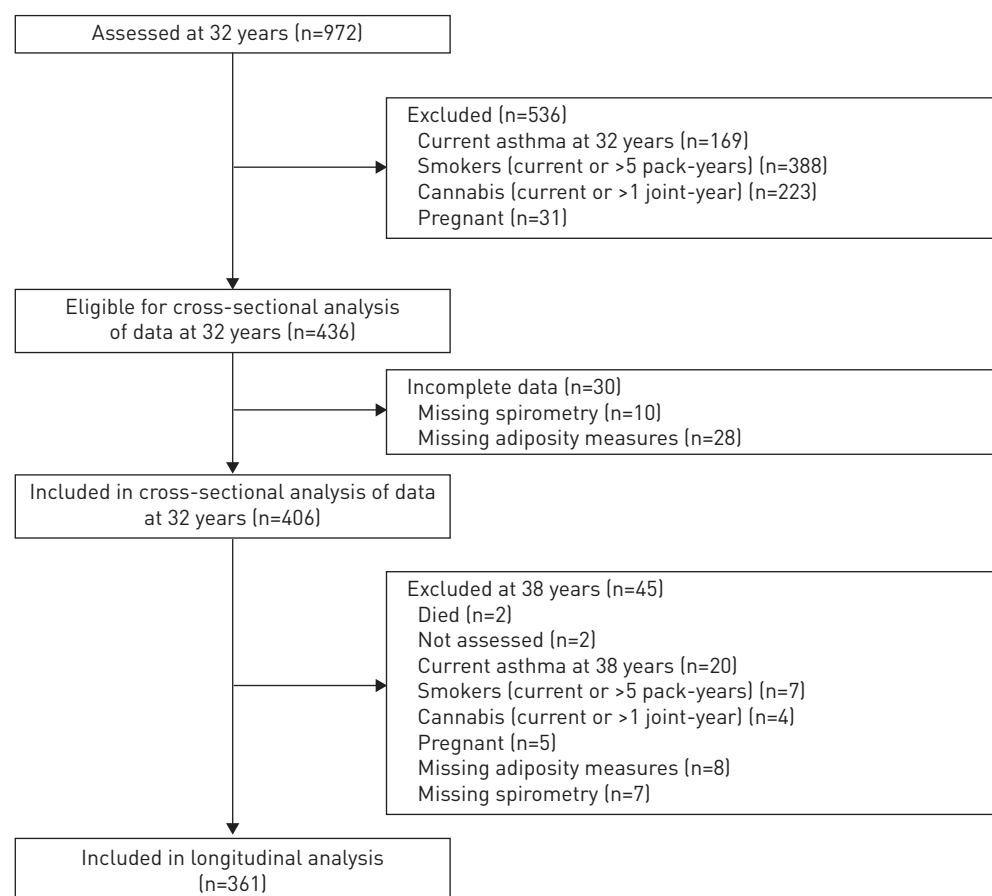 Assessed at 32 years (n=972)
Excluded (n=536)
Current asthma at 32 years (n=169)
Smokers (current or >5 pack-years) (n=388)
Cannabis (current or >1 joint-year) (n=223)
Pregnant (n=31)
Eligible for cross-sectional analysis
of data at 32 years (n=436)
Incomplete data (n=30)
Missing spirometry (n=10)
Missing adiposity measures (n=28)
Included in cross-sectional analysis of data
at 32 years (n=406)
Excluded at 38 years (n=45)
Died (n=2)
Not assessed (n=2)
Current asthma at 38 years (n=20)
Smokers (current or >5 pack-years) (n=7)
Cannabis (current or >1 joint-year) (n=4)
Pregnant (n=5)
Missing adiposity measures (n=8)
Missing spirometry (n=7)
Included in longitudinal analysis
(n=361)